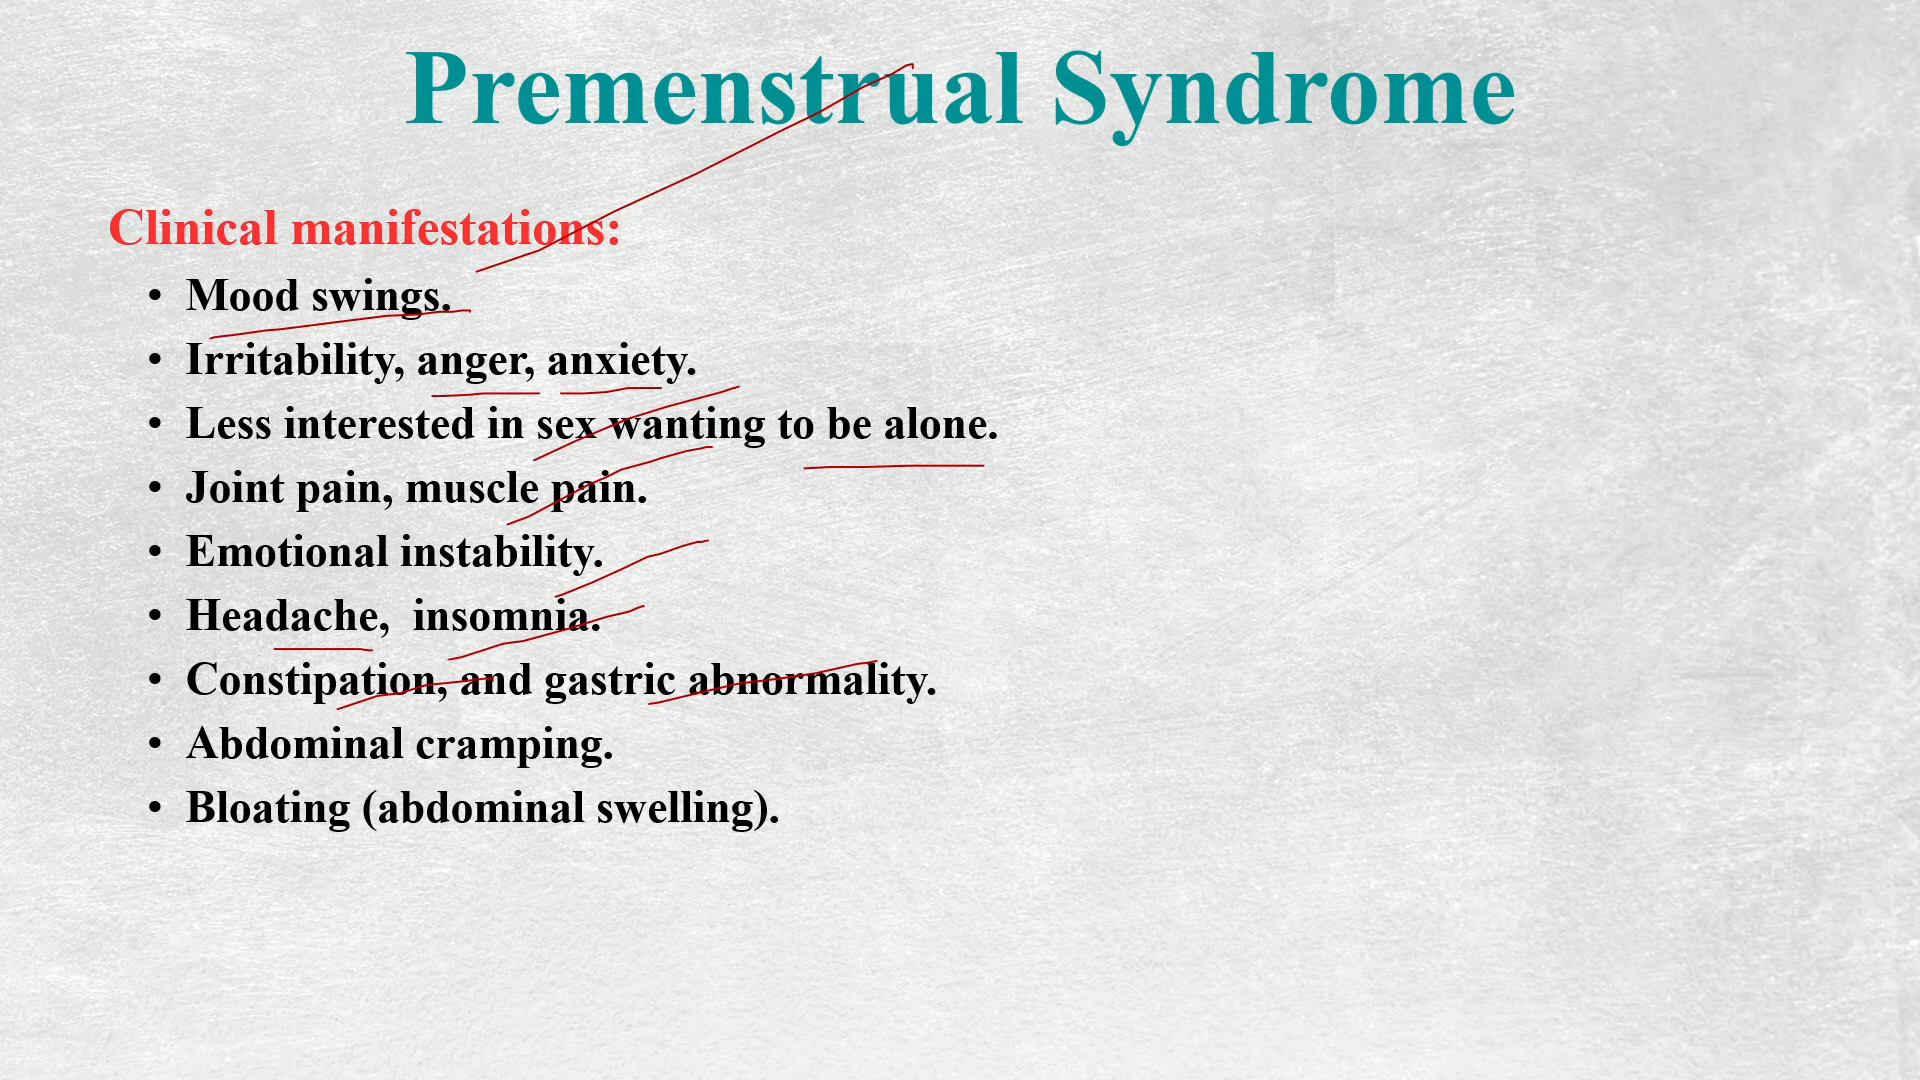 Premenstrual Syndrome
Clinical manifestations:
• Mood swings.
• Irritability, anger, anxiety.
• Less interested in sex wanting to be alone.
• Joint pain, muscle pain.
• Emotional instability.
• Headache,  insomnia.
• Constipation, and gastric abnormality.
• Abdominal cramping.
• Bloating (abdominal swelling).